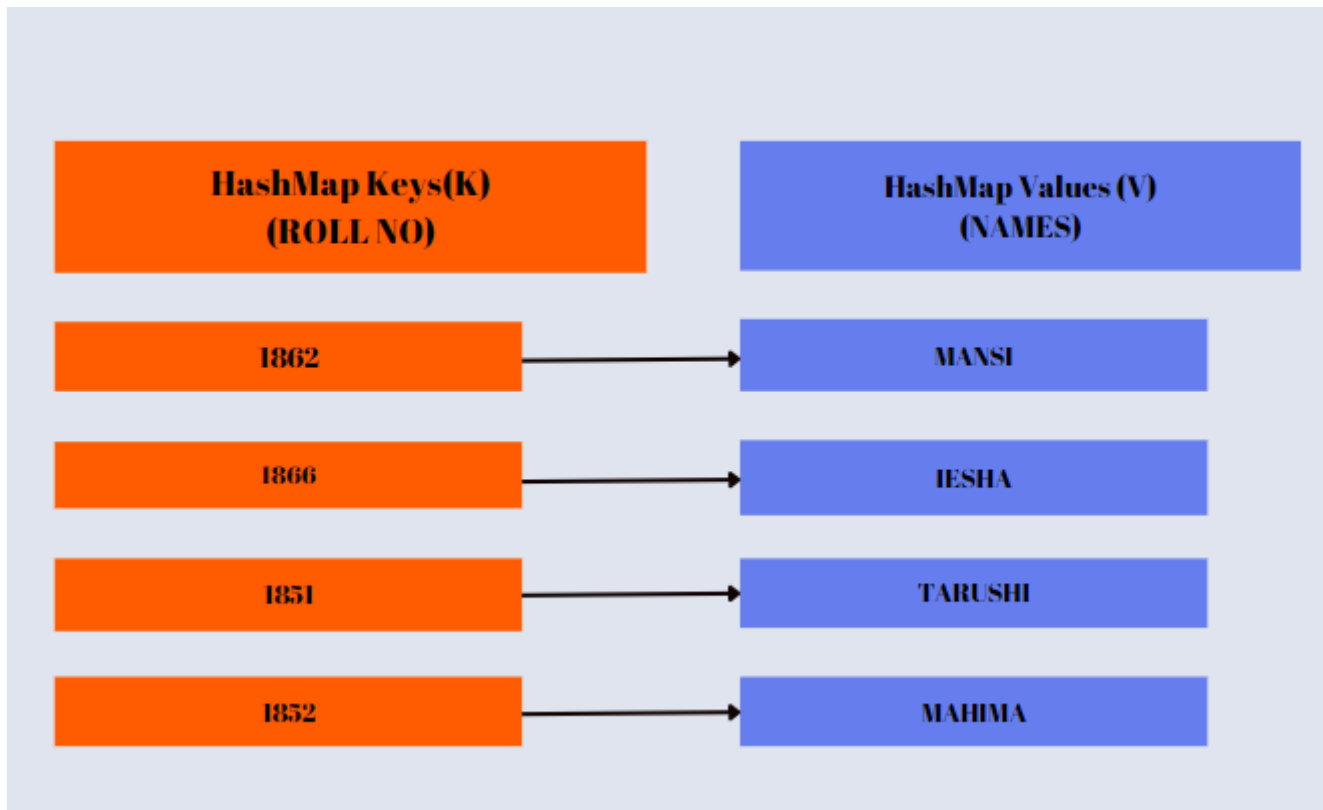 HashMap Keys(K)
(ROLL NO)
HashMap Values (V)
(NAMES)
1862
MANSI
1866
IESHA
1851
TARUSHI
1852
MAHIMA